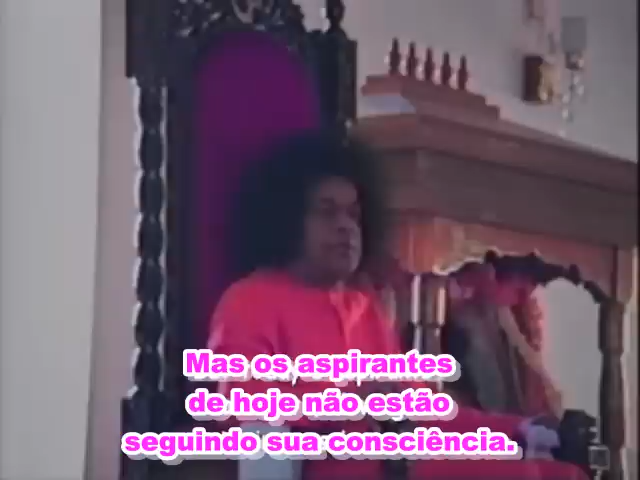 Mas os aspirantes
de hoje não estão
seguindo sua consciência.